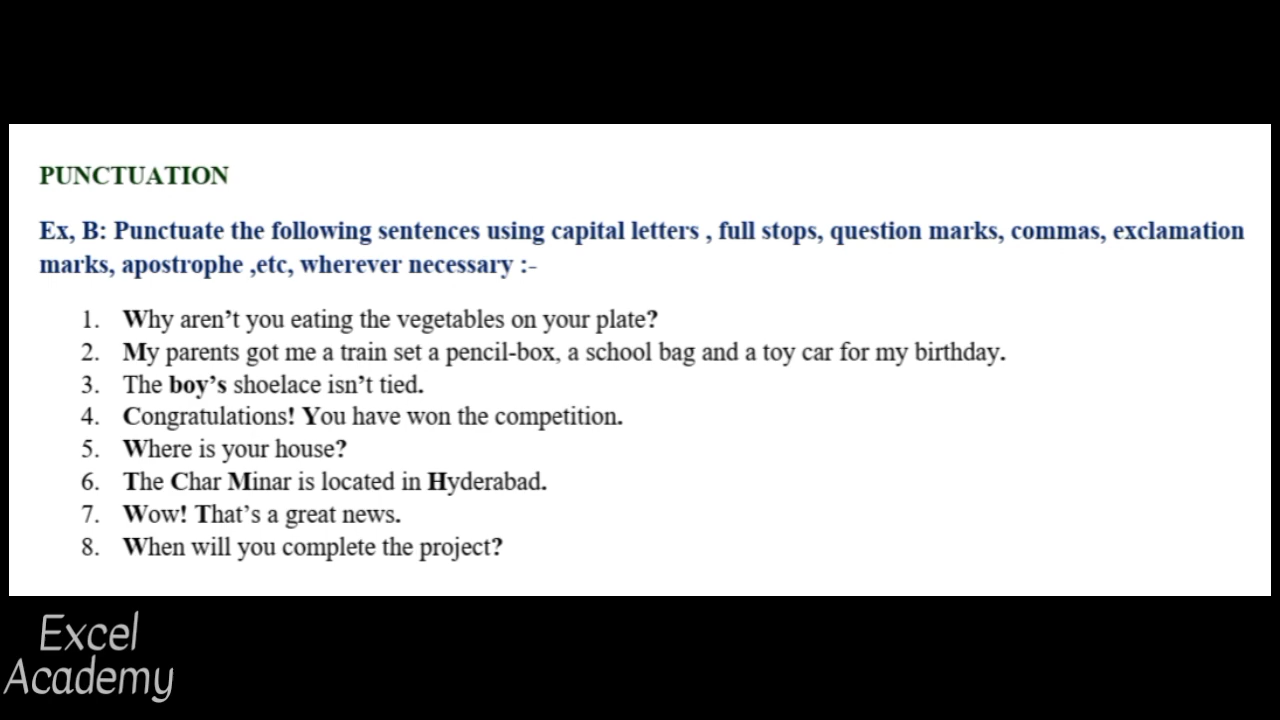 PUNCTUATION
Ex, B: Punctuate the following sentences using capital letters , full stops, question marks, commas, exclamation
marks, apostrophe ,etc, wherever necessary :-
1. Why aren’t you eating the vegetables on your plate?
2. My parents got me a train set a pencil-box, a school bag and a toy car for my birthday.
3. The boy’s shoelace isn’t tied.
4. Congratulations! You have won the competition.
5. Where is your house?
6. The Char Minar is located in Hyderabad.
7. Wow! That’s a great news.
8. When will you complete the project?
Excel
Academy